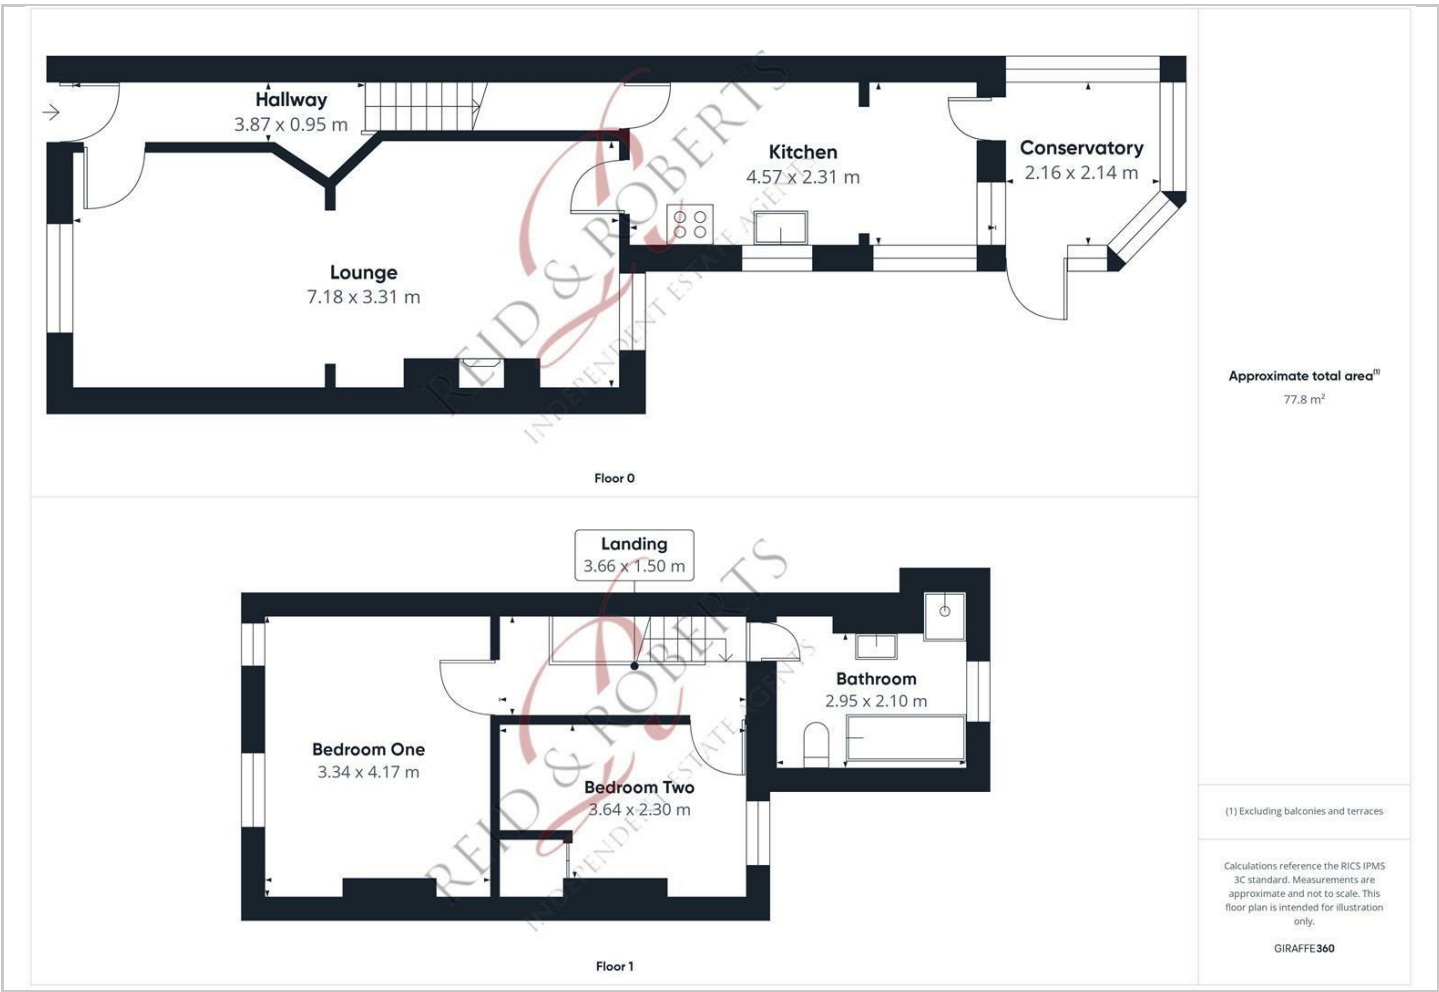 Hallway
3.87 x 0.95 m
Kitchen
4.57 x 2.31 m
Conservatory
2.16 x 2.14 m
Lounge
7.18 x 3.31 m
REID & ROBERTS
INDEPENDENT ESTATE AGENTS
Floor 0
Landing
3.66 x 1.50 m
Bathroom
2.95 x 2.10 m
Bedroom One
3.34 x 4.17 m
Bedroom Two
3.64 x 2.30 m
REID & ROBERTS
INDEPENDENT ESTATE AGENTS
Floor 1
Approximate total area(1)
77.8 m²
(1) Excluding balconies and terraces
Calculations reference the RICS IPMS
3C standard. Measurements are
approximate and not to scale. This
floor plan is intended for illustration
only.
GIRAFFE360